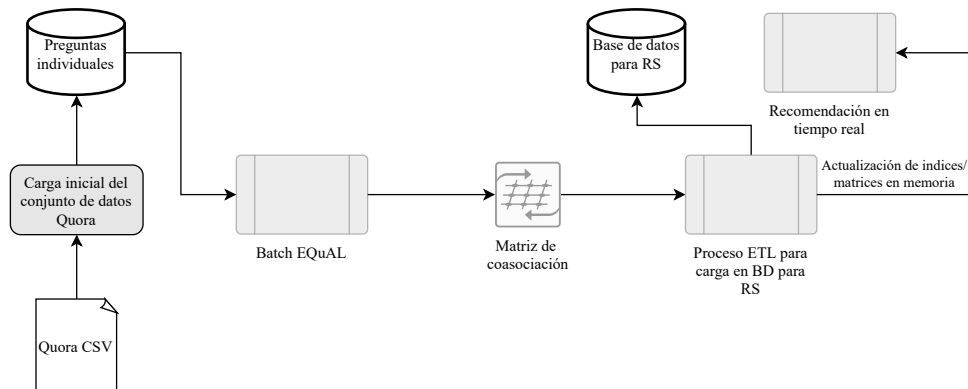 Preguntas
individuales
Base de datos
para RS
Recomendación en
tiempo real
Carga inicial del
conjunto de datos
Quora
Actualización de indices/
matrices en memoria
Batch EQuAL
Matriz de
coasociación
Proceso ETL para
carga en BD para
RS
Quora CSV